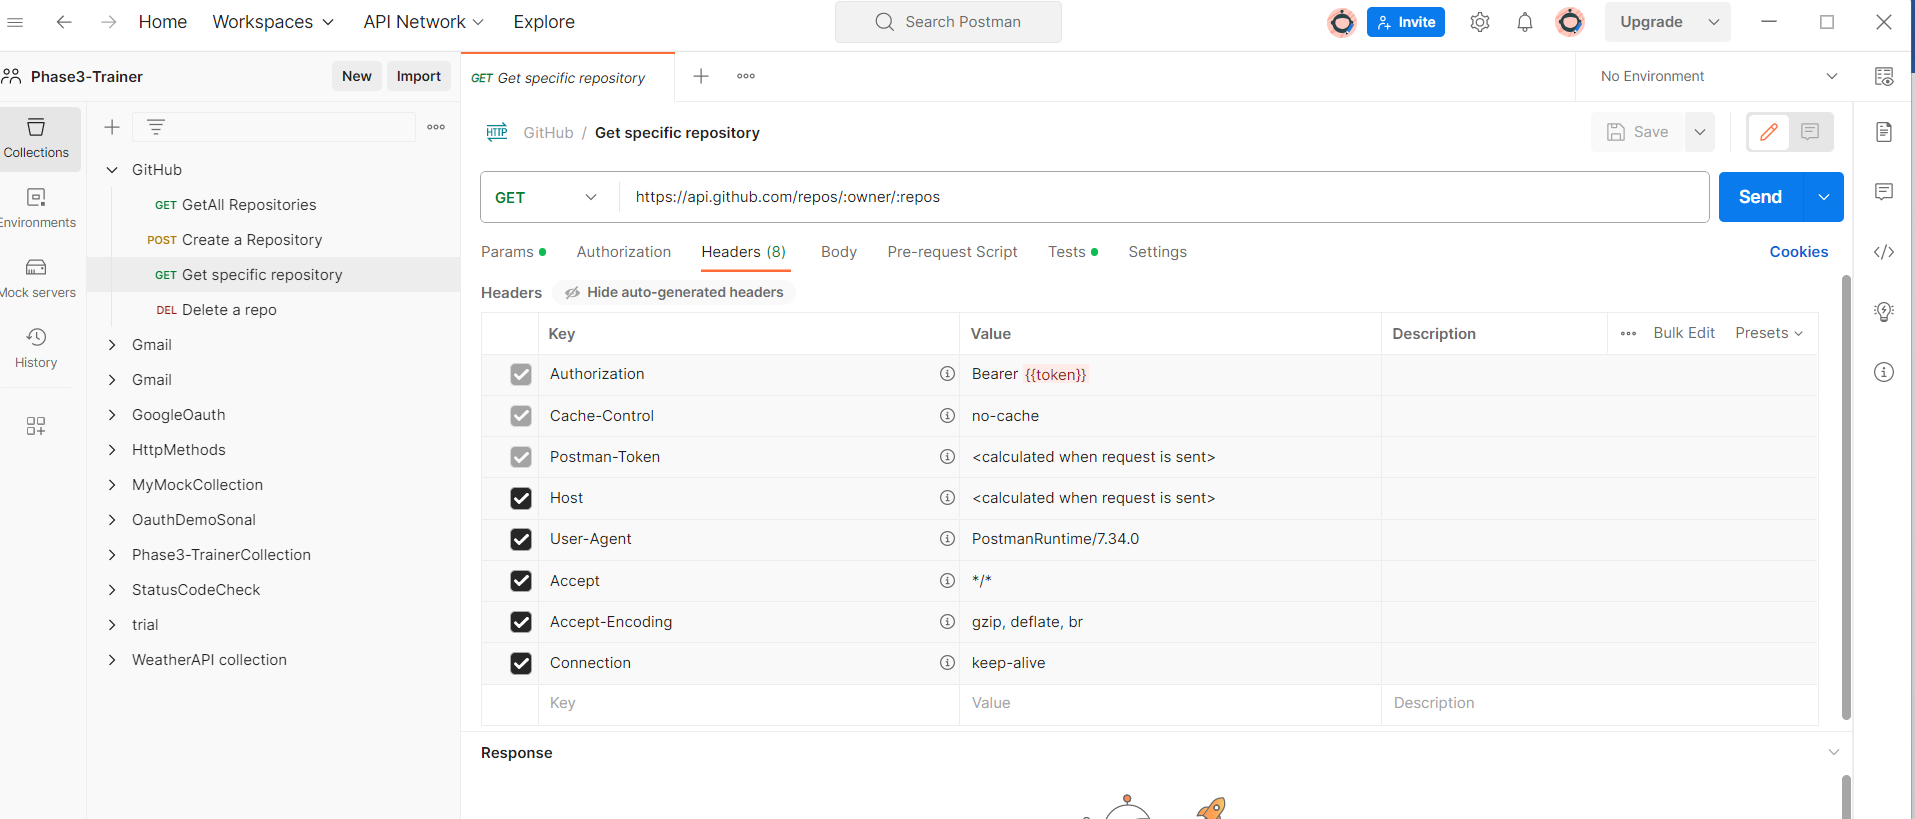 Home Workspaces API Network Explore Search Postman Invite Upgrade
Phase3-Trainer New Import GET Get specific repository No Environment
Collections
Environments
Mock servers
History
GitHub
GET GetAll Repositories
POST Create a Repository
GET Get specific repository
DEL Delete a repo
Gmail
Gmail
GoogleOauth
HttpMethods
MyMockCollection
OauthDemoSonal
Phase3-TrainerCollection
StatusCodeCheck
trial
WeatherAPI collection
HTTP GitHub / Get specific repository Save
GET https://api.github.com/repos/:owner/:repos Send
Params Authorization Headers (8) Body Pre-request Script Tests Settings Cookies
Headers Hide auto-generated headers
Key Value Description Bulk Edit Presets
Authorization Bearer {{token}}
Cache-Control no-cache
Postman-Token <calculated when request is sent>
Host <calculated when request is sent>
User-Agent PostmanRuntime/7.34.0
Accept */*
Accept-Encoding gzip, deflate, br
Connection keep-alive
Key Value Description
Response